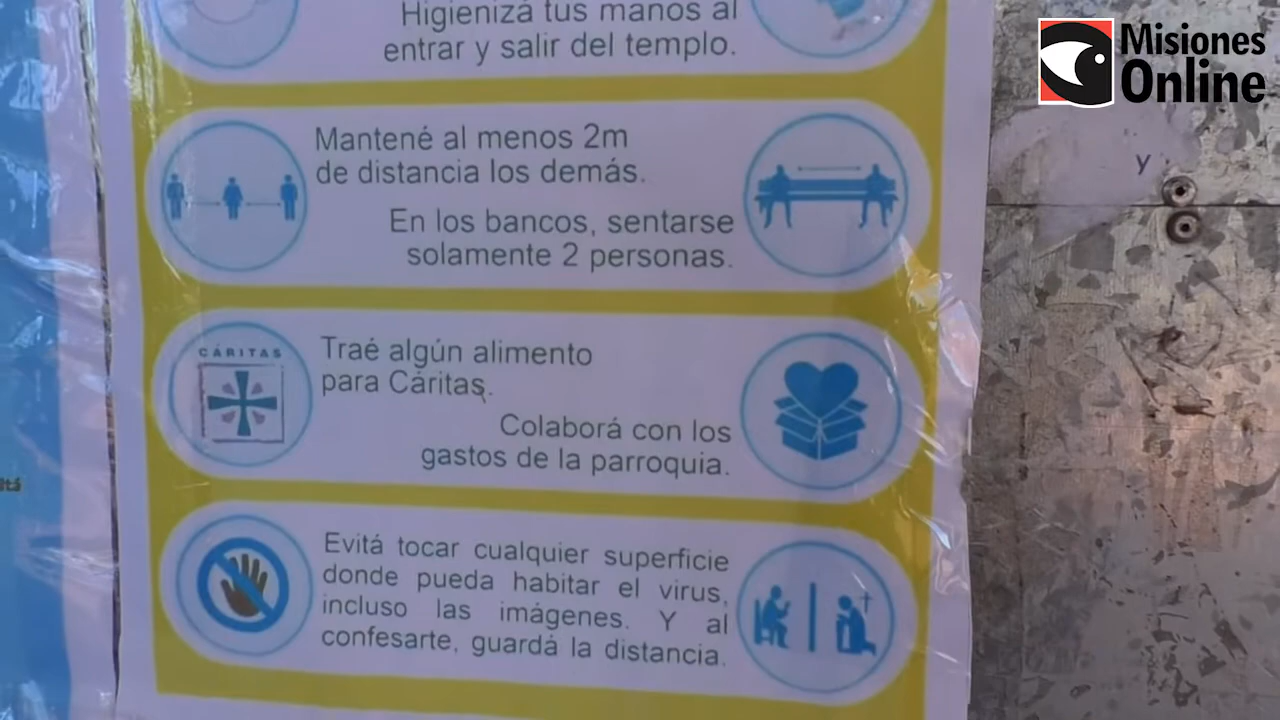 Misiones
Online
Higienizá tus manos al
entrar y salir del templo.
Mantené al menos 2m
de distancia los demás.
En los bancos, sentarse
solamente 2 personas.
CÁRITAS
Traé algún alimento
para Cáritas.
Colaborá con los
gastos de la parroquia.
Evitá tocar cualquier superficie
donde pueda habitar el virus,
incluso las imágenes. Y al
confesarte, guardá la distancia.
y